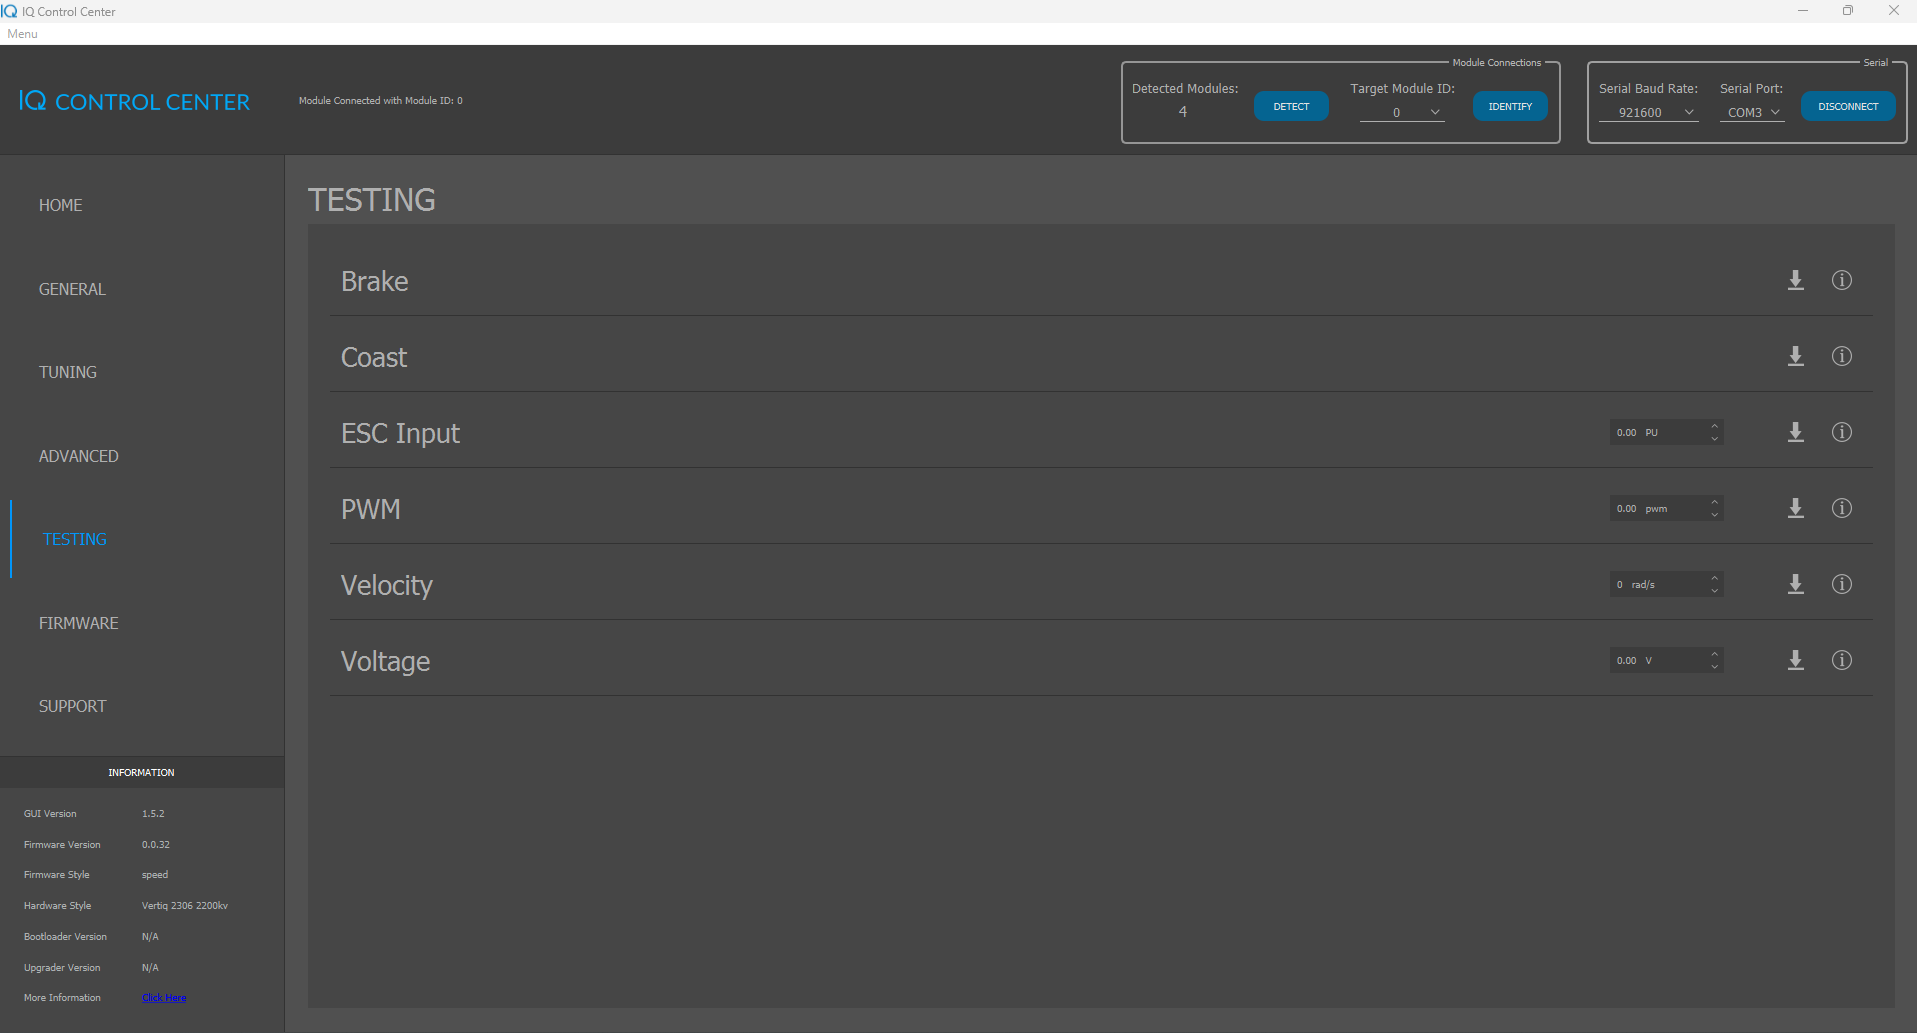 IQ Control Center
Menu
IQ CONTROL CENTER
Module Connected with Module ID: 0
Module Connections
Detected Modules:
4
DETECT
Target Module ID:
0
IDENTIFY
Serial
Serial Baud Rate:
921600
Serial Port:
COM3
DISCONNECT
HOME
GENERAL
TUNING
ADVANCED
TESTING
FIRMWARE
SUPPORT
INFORMATION
GUI Version 1.5.2
Firmware Version 0.0.32
Firmware Style speed
Hardware Style Vertiq 2306 2200kv
Bootloader Version N/A
Upgrader Version N/A
More Information Click Here
TESTING
Brake
Coast
ESC Input 0.00 PU
PWM 0.00 pwm
Velocity 0 rad/s
Voltage 0.00 V